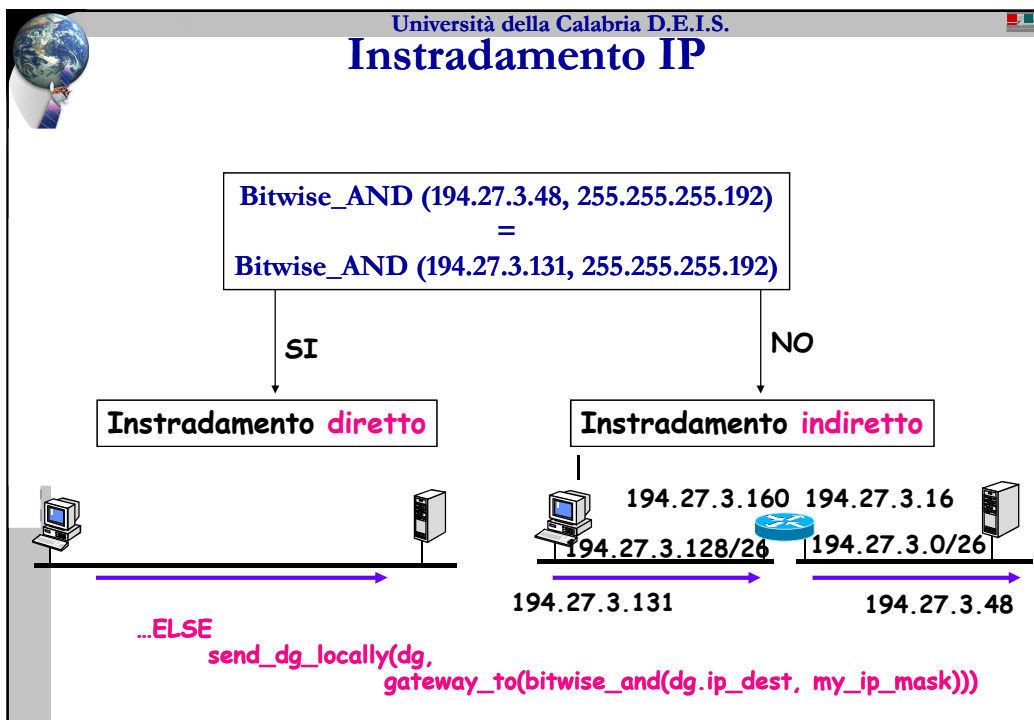 Università della Calabria D.E.I.S.
Instradamento IP
Bitwise_AND (194.27.3.48, 255.255.255.192)
=
Bitwise_AND (194.27.3.131, 255.255.255.192)
SI
NO
Instradamento diretto
Instradamento indiretto
194.27.3.160
194.27.3.16
194.27.3.128/26
194.27.3.0/26
194.27.3.131
194.27.3.48
...ELSE
send_dg_locally(dg,
gateway_to(bitwise_and(dg.ip_dest, my_ip_mask)))